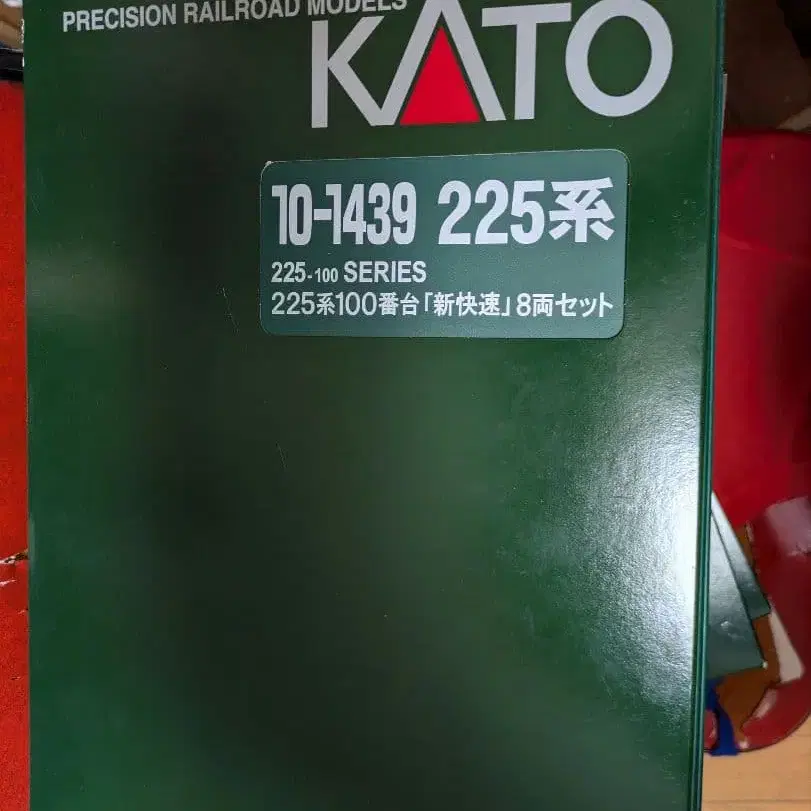 PRECISION RAILROAD MODELS
KATO
10-1439 225系
225-100 SERIES
225系100番台「新快速」8両セット